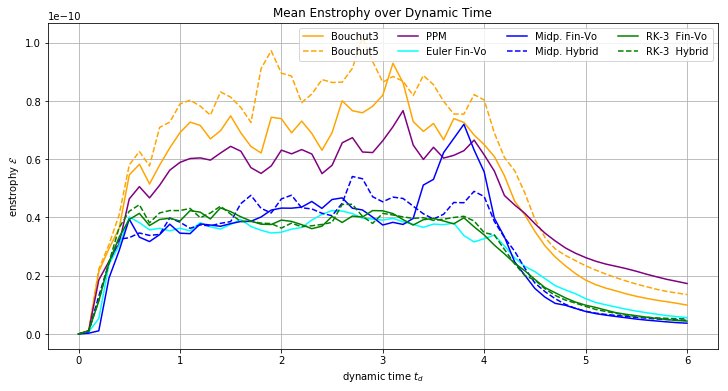 Mean Enstrophy over Dynamic Time
1e−10
Bouchut3
Bouchut5
PPM
Euler Fin-Vo
Midp. Fin-Vo
Midp. Hybrid
RK-3 Fin-Vo
RK-3 Hybrid
1.0
0.8
0.6
0.4
0.2
0.0
enstrophy ℰ
0 1 2 3 4 5 6
dynamic time t_d